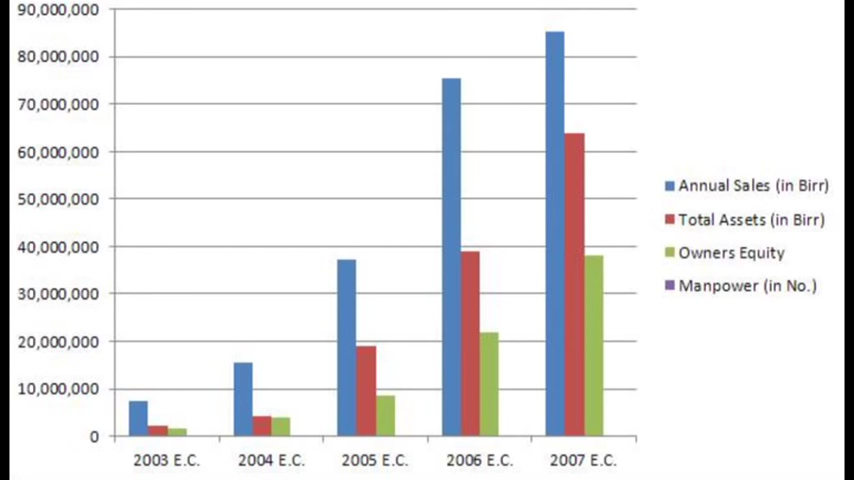 90,000,000
80,000,000
70,000,000
60,000,000
50,000,000
40,000,000
30,000,000
20,000,000
10,000,000
0
2003 E.C. 2004 E.C. 2005 E.C. 2006 E.C. 2007 E.C.
Annual Sales (in Birr)
Total Assets (in Birr)
Owners Equity
Manpower (in No.)